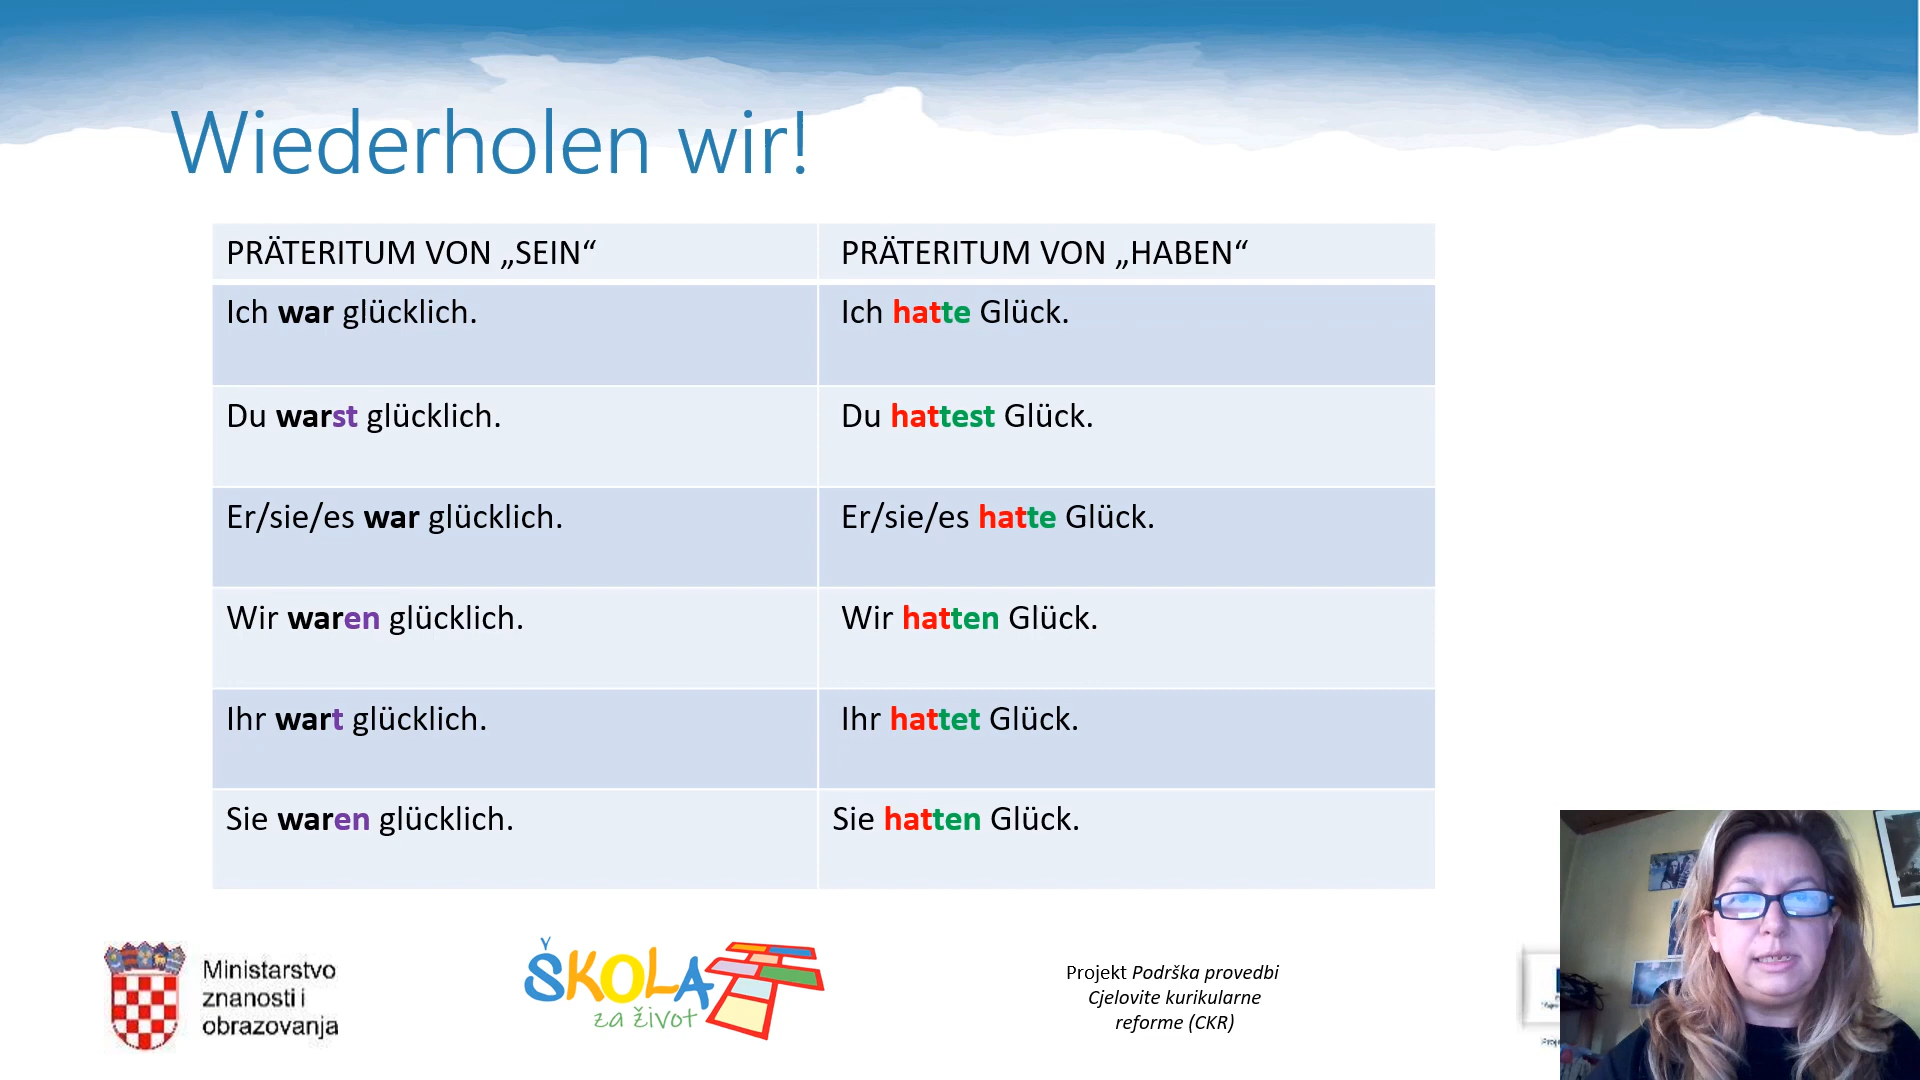 Wiederholen wir!
PRÄTERITUM VON „SEIN“
PRÄTERITUM VON „HABEN“
Ich war glücklich.
Ich hatte Glück.
Du warst glücklich.
Du hattest Glück.
Er/sie/es war glücklich.
Er/sie/es hatte Glück.
Wir waren glücklich.
Wir hatten Glück.
Ihr wart glücklich.
Ihr hattet Glück.
Sie waren glücklich.
Sie hatten Glück.
Ministarstvo
znanosti i
obrazovanja
ŠKOLA
za život
Projekt Podrška provedbi
Cjelovite kurikularne
reforme (CKR)